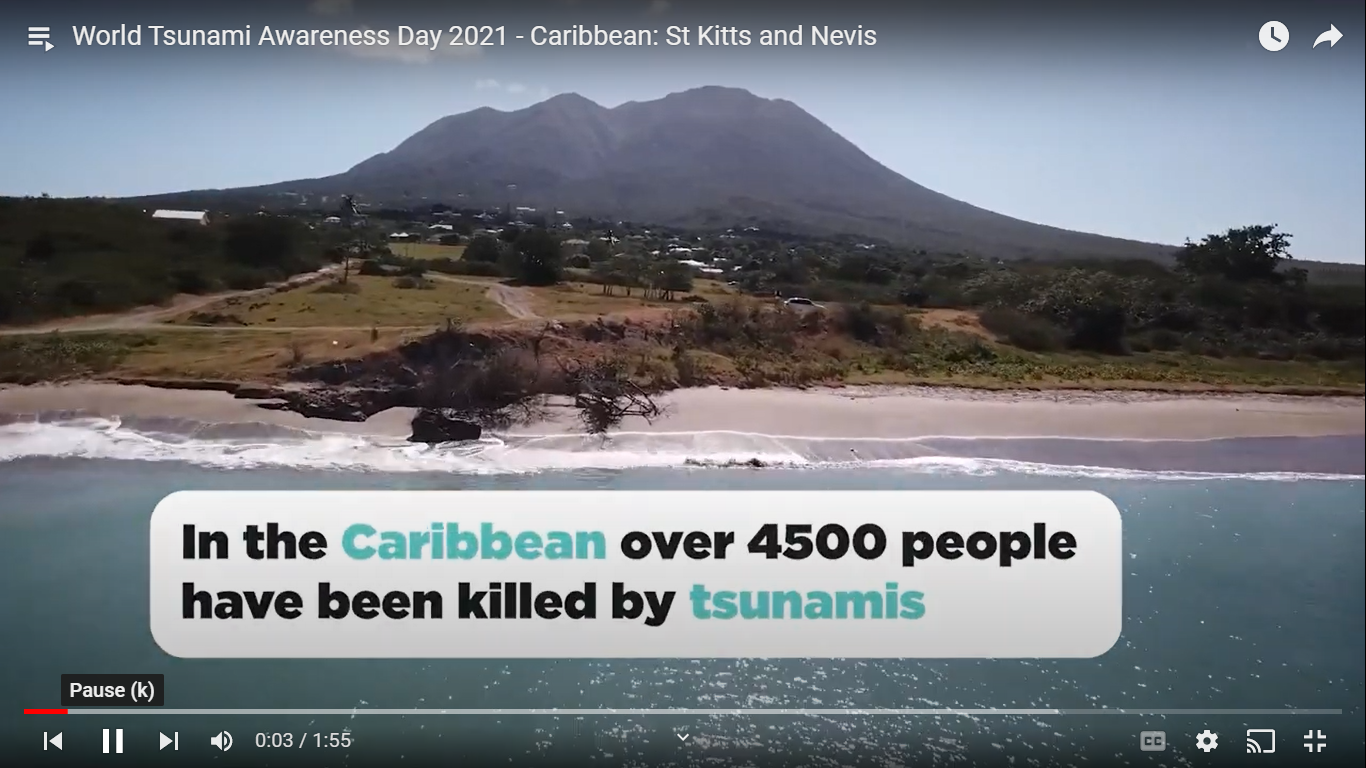 World Tsunami Awareness Day 2021 - Caribbean: St Kitts and Nevis
In the Caribbean over 4500 people
have been killed by tsunamis
Pause (k)
0:03 / 1:55
CC